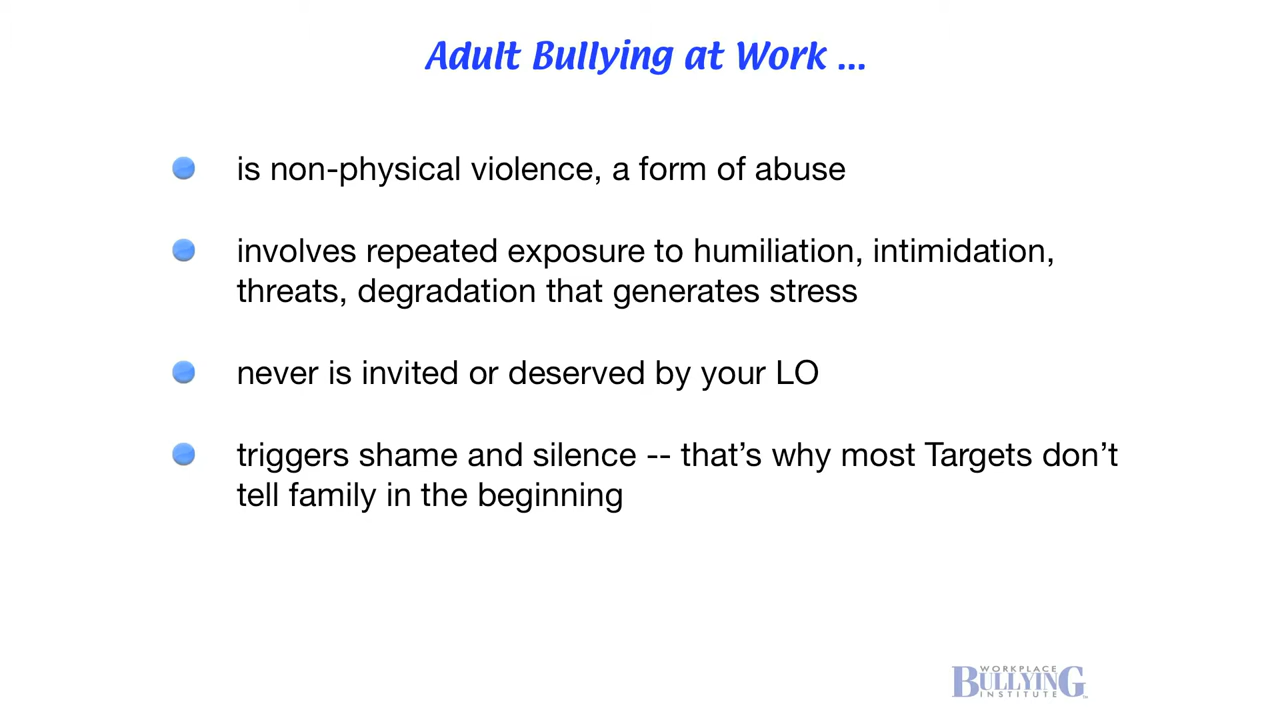 Adult Bullying at Work ...
is non-physical violence, a form of abuse
involves repeated exposure to humiliation, intimidation,
threats, degradation that generates stress
never is invited or deserved by your LO
triggers shame and silence -- that’s why most Targets don’t
tell family in the beginning
WORKPLACE
BULLYING
INSTITUTE